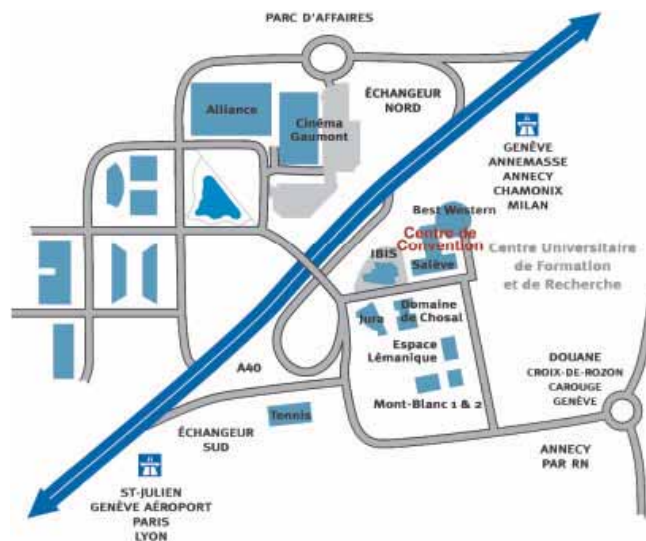 PARC D'AFFAIRES
Alliance
Cinéma
Gaumont
ÉCHANGEUR
NORD
GENÈVE
ANNEMASSE
ANNECY
CHAMONIX
MILAN
Best Western
Centre de
Convention
IBIS
Salève
Centre Universitaire
de Formation
et de Recherche
Jura
Domaine
de Chosal
Espace
Lémanique
Mont-Blanc 1 & 2
A40
DOUANE
CROIX-DE-ROZON
CAROUGE
GENÈVE
Tennis
ÉCHANGEUR
SUD
ANNECY
PAR RN
ST-JULIEN
GENÈVE AÉROPORT
PARIS
LYON